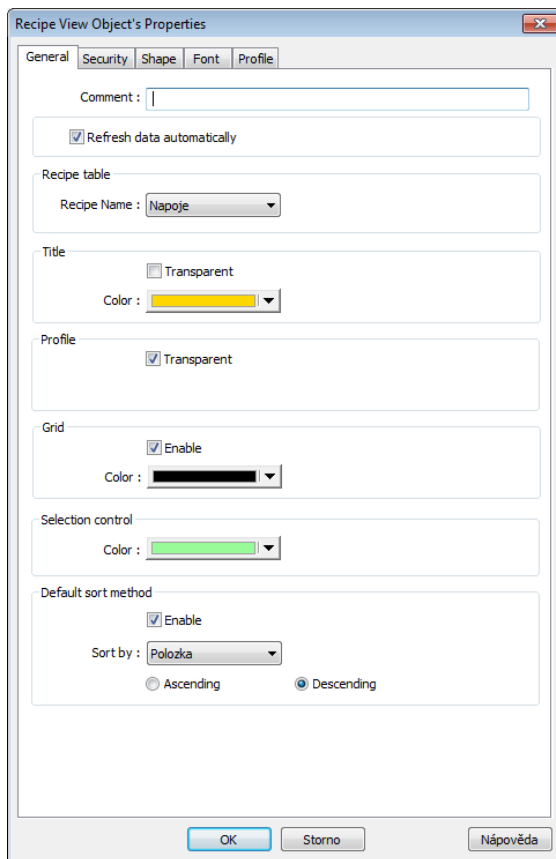 Recipe View Object's Properties
General Security Shape Font Profile
Comment :
Refresh data automatically
Recipe table
Recipe Name : Napoje
Title
Transparent
Color :
Profile
Transparent
Grid
Enable
Color :
Selection control
Color :
Default sort method
Enable
Sort by : Polozka
Ascending Descending
OK Storno Nápověda